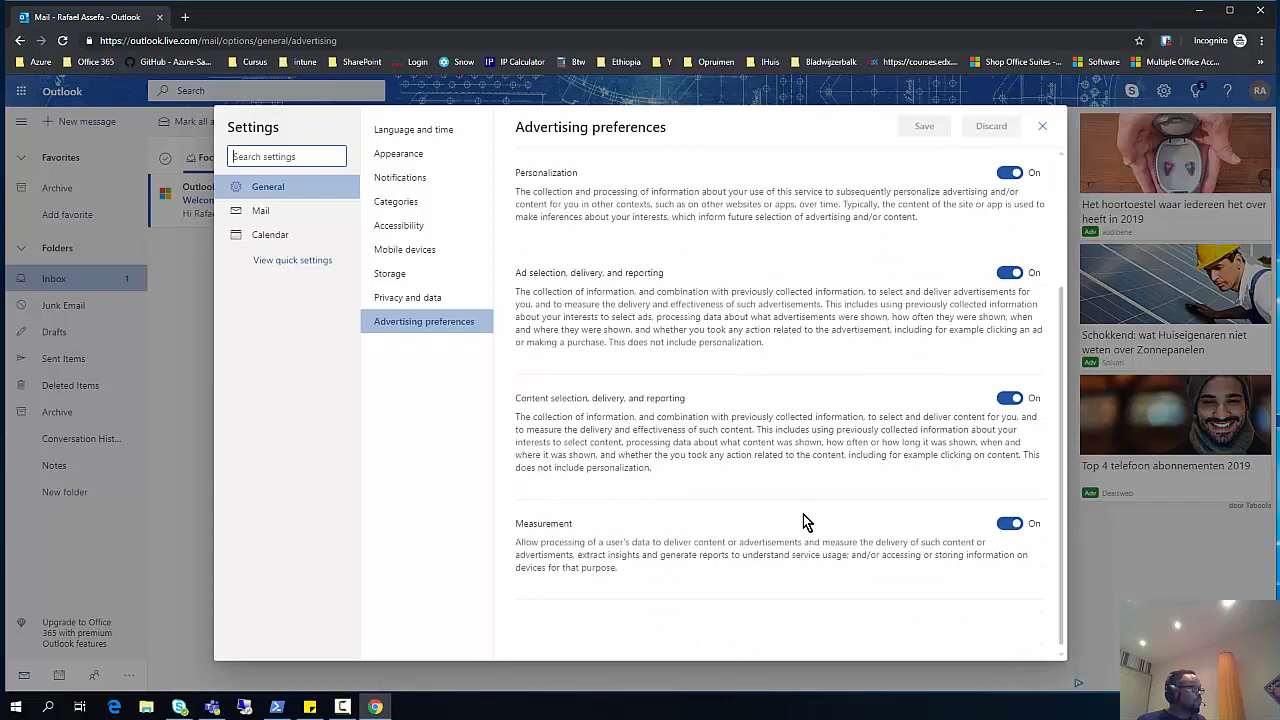 Mail - Rafael Assefa - Outlook
https://outlook.live.com/mail/options/general/advertising
Incognito
Azure
Office 365
GitHub - Azure-Sa...
Cursus
intune
SharePoint
Login
Snow
IP Calculator
Btw
Ethiopia
Y
Opruimen
IHuis
Bladwijzerbalk
https://courses.edx...
Shop Office Suites -...
Software
Multiple Office Acc...
Outlook
Search
5
RA
New message
Mark all a
Favorites
Archive
Add favorite
Folders
Inbox 1
Junk Email
Drafts
Sent Items
Deleted Items
Archive
Conversation Hist...
Notes
New folder
Upgrade to Office
365 with premium
Outlook features
Foc
Outloo
Welcom
Hi Rafae
Settings
Search settings
General
Mail
Calendar
View quick settings
Language and time
Appearance
Notifications
Categories
Accessibility
Mobile devices
Storage
Privacy and data
Advertising preferences
Advertising preferences
Save
Discard
Personalization
On
The collection and processing of information about your use of this service to subsequently personalize advertising and/or
content for you in other contexts, such as on other websites or apps, over time. Typically, the content of the site or app is used to
make inferences about your interests, which inform future selection of advertising and/or content.
Ad selection, delivery, and reporting
On
The collection of information, and combination with previously collected information, to select and deliver advertisements for
you, and to measure the delivery and effectiveness of such advertisements. This includes using previously collected information
about your interests to select ads, processing data about what advertisements were shown, how often they were shown, when
and where they were shown, and whether you took any action related to the advertisement, including for example clicking an ad
or making a purchase. This does not include personalization.
Content selection, delivery, and reporting
On
The collection of information, and combination with previously collected information, to select and deliver content for you, and
to measure the delivery and effectiveness of such content. This includes using previously collected information about your
interests to select content, processing data about what content was shown, how often or how long it was shown, when and
where it was shown, and whether the you took any action related to the content, including for example clicking on content. This
does not include personalization.
Measurement
On
Allow processing of a user's data to deliver content or advertisements and measure the delivery of such content or
advertisments, extract insights and generate reports to understand service usage; and/or accessing or storing information on
devices for that purpose.
Het hoortoestel waar iedereen het over
heeft in 2019
Adv audibene
Schokkend: wat Huiseigenaren niet
weten over Zonnepanelen
Adv Solvari
Top 4 telefoon abonnementen 2019
Adv Dealsweb
door Taboola